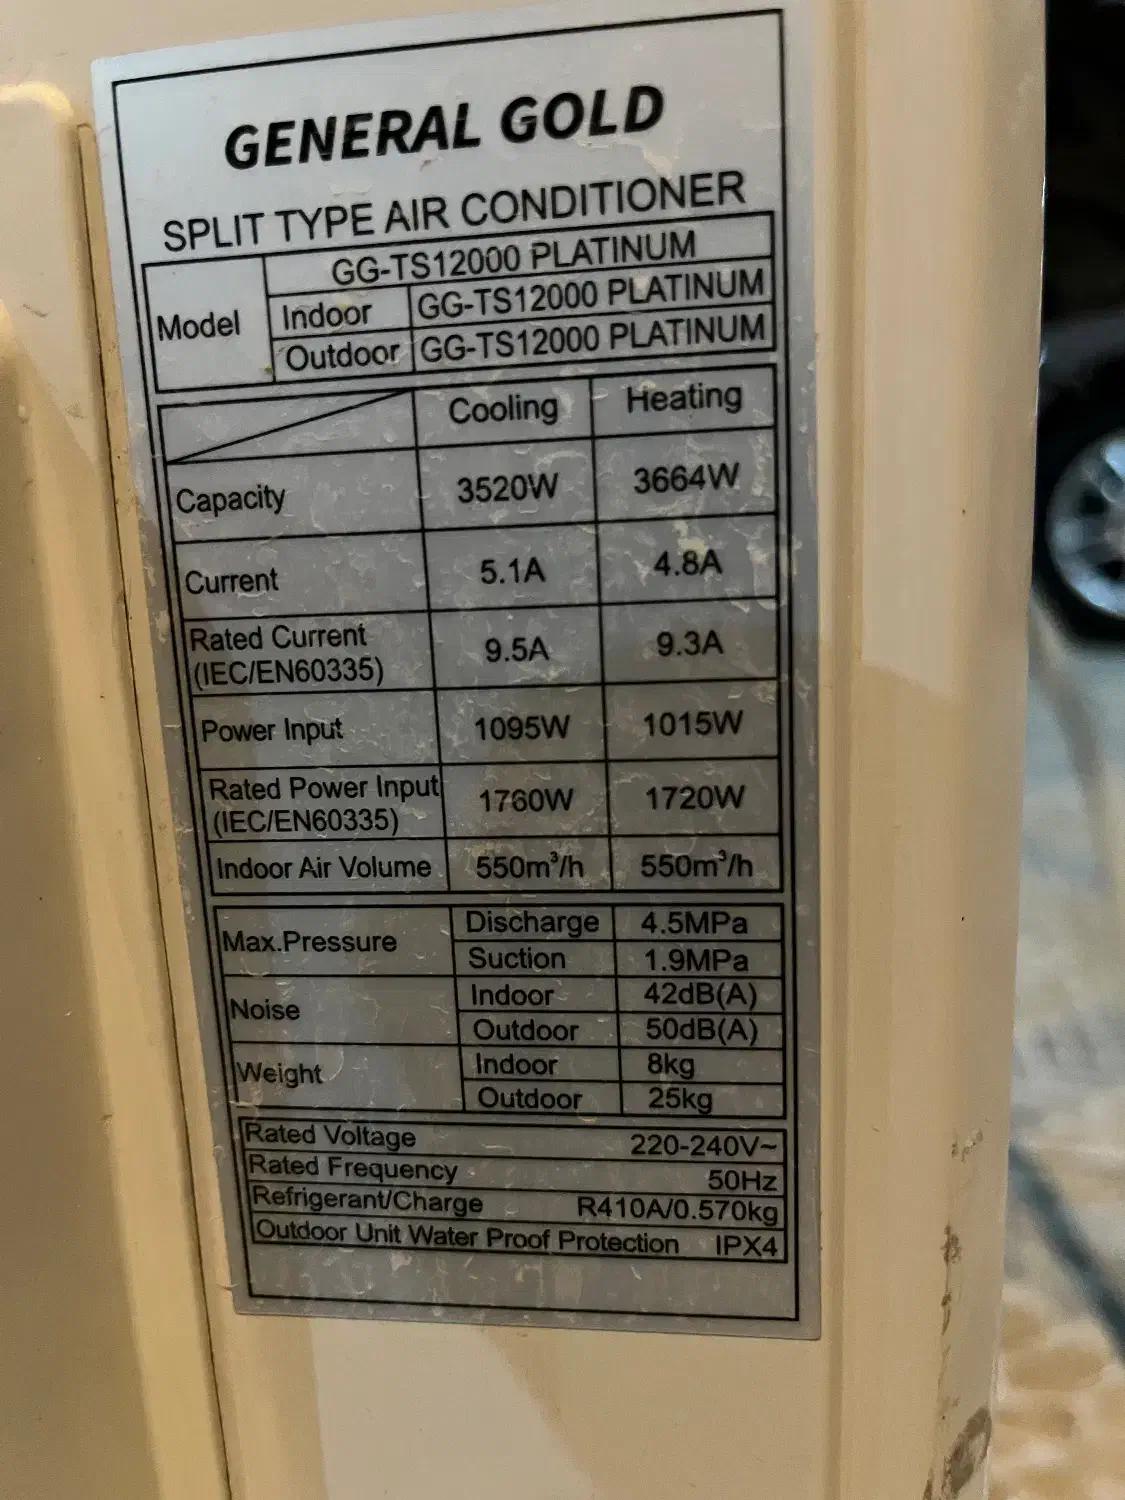 GENERAL GOLD
SPLIT TYPE AIR CONDITIONER
Model GG-TS12000 PLATINUM
Indoor GG-TS12000 PLATINUM
Outdoor GG-TS12000 PLATINUM
Cooling Heating
Capacity 3520W 3664W
Current 5.1A 4.8A
Rated Current
(IEC/EN60335) 9.5A 9.3A
Power Input 1095W 1015W
Rated Power Input
(IEC/EN60335) 1760W 1720W
Indoor Air Volume 550m³/h 550m³/h
Max.Pressure Discharge 4.5MPa
Suction 1.9MPa
Noise Indoor 42dB(A)
Outdoor 50dB(A)
Weight Indoor 8kg
Outdoor 25kg
Rated Voltage 220-240V~
Rated Frequency 50Hz
Refrigerant/Charge R410A/0.570kg
Outdoor Unit Water Proof Protection IPX4